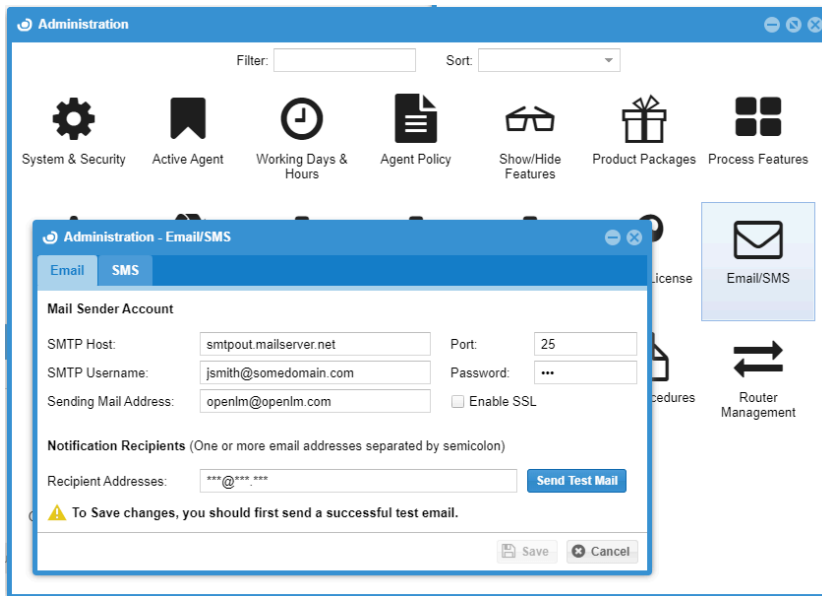 Administration
Filter:
Sort:
System & Security
Active Agent
Working Days &
Hours
Agent Policy
Show/Hide
Features
Product Packages
Process Features
License
Email/SMS
Router
Management
Administration - Email/SMS
Email
SMS
Mail Sender Account
SMTP Host:
smtpout.mailserver.net
Port:
25
SMTP Username:
jsmith@somedomain.com
Password:
•••
Sending Mail Address:
openlm@openlm.com
Enable SSL
Notification Recipients (One or more email addresses separated by semicolon)
Recipient Addresses:
***@***.***
Send Test Mail
To Save changes, you should first send a successful test email.
Save
Cancel